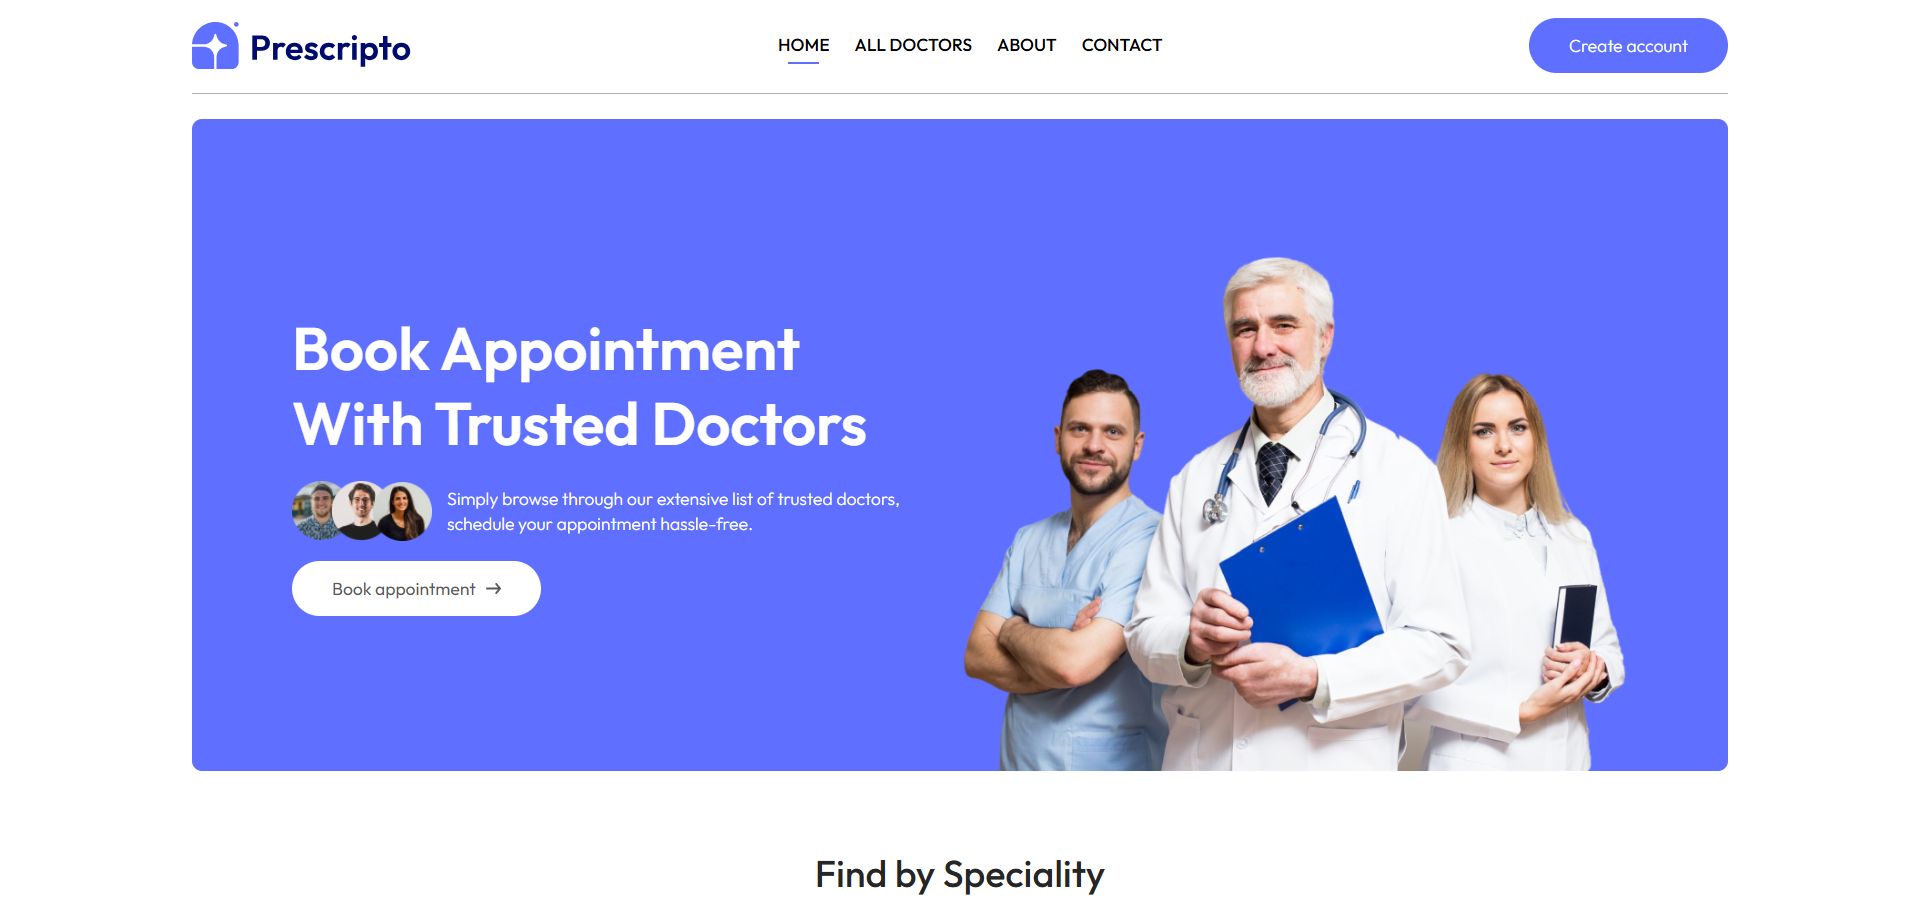 Prescripto
HOME
ALL DOCTORS
ABOUT
CONTACT
Create account
Book Appointment
With Trusted Doctors
Simply browse through our extensive list of trusted doctors,
schedule your appointment hassle-free.
Book appointment →
Find by Speciality